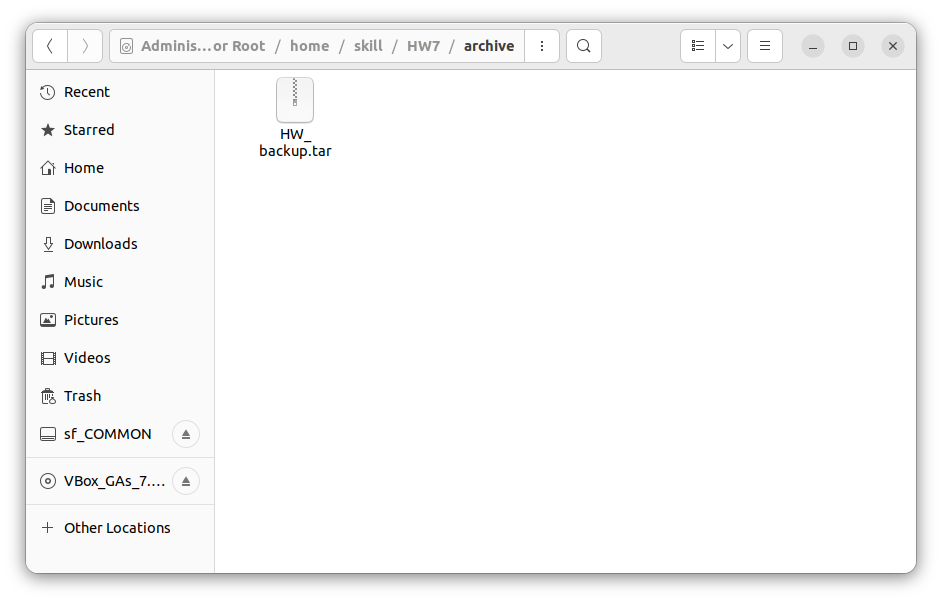 Adminis...or Root / home / skill / HW7 / archive
Recent
Starred
Home
Documents
Downloads
Music
Pictures
Videos
Trash
sf_COMMON
VBox_GAs_7....
Other Locations
HW_
backup.tar